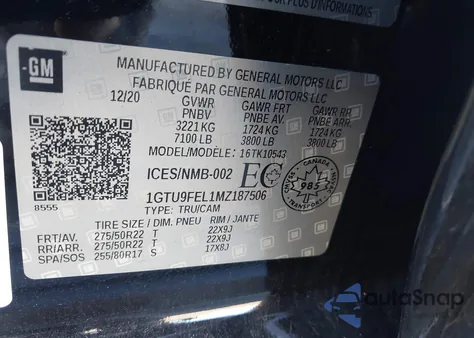 GM
MANUFACTURED BY GENERAL MOTORS LLC
FABRIQUÉ PAR GENERAL MOTORS LLC
12/20 GVWR GAWR FRT GAWR RR
PNBV PNBE AV. PNBE ARR.
3221 KG 1724 KG 1724 KG
7100 LB 3800 LB 3800 LB
MODEL/MODÈLE: 16TK10543
ICES/NMB-002 EC
CANADA
985
8555
1GTU9FEL1MZ187506
TYPE: TRU/CAM
TIRE SIZE / DIM. PNEU RIM / JANTE
FRT/AV. 275/50R22 T 22X9J
RR/ARR. 275/50R22 T 22X9J
SPA/SOS 255/80R17 S 17X8J
AutoSnap